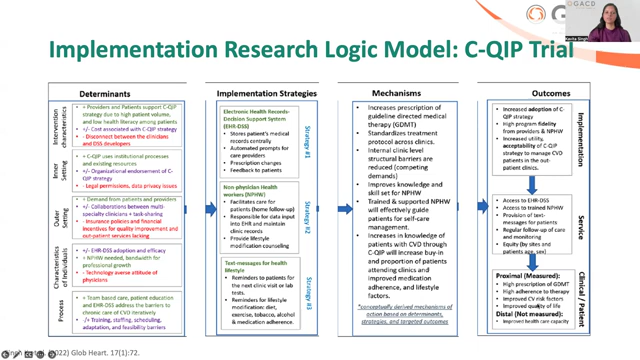 GACD
Kavita Singh
Implementation Research Logic Model: C-QIP Trial
Determinants
Intervention characteristics
+ Providers and Patients support C-QIP
strategy due to high patient volume, and
low health literacy among patients
+/- Cost associated with C-QIP strategy
- Disconnect between the clinicians
and DSS developers
Inner Setting
+ C-QIP uses institutional processes
and existing resources
+/- Organizational endorsement of C-
QIP strategy
- Legal permissions, data privacy issues
Outer Setting
+ Demand from patients and providers
+/- Collaborations between multi-
specialty clinicians + task-sharing
- Insurance policies and financial
incentives for quality improvement and
out-patient services lacking
Characteristics of Individuals
+/- EHR-DSS adoption and efficacy
+ NPHW needed, bandwidth for
professional growth
- Technology averse attitude of
physicians
Process
+ Team based care, patient education
and EHR-DSS address the barriers to
chronic care of CVD iteratively
-/+ Training, staffing, scheduling,
adaptation, and feasibility barriers
Implementation Strategies
Electronic Health Records-
Decision Support System
(EHR-DSS)
• Stores patient's medical
records centrally
• Automated prompts for
care providers
• Prescription changes
• Feedback to patients
Strategy #1
Non-physician Health
workers (NPHW)
• Facilitates care for
patients (home follow-up)
• Responsible for data input
into EHR and maintain
clinic records
• Provide lifestyle
modification counseling
Strategy #2
Text-messages for health
lifestyle
• Reminders to patients for
the next clinic visit or lab
tests.
• Reminders for lifestyle
modifications: diet,
exercise, tobacco, alcohol
& medication adherence.
Strategy #3
Mechanisms
• Increases prescription of
guideline directed medical
therapy (GDMT)
• Standardizes treatment
protocol across clinics.
• Internal clinic level
structural barriers are
reduced (competing
demands)
• Improves knowledge and
skill set for NPHW
• Trained & supported NPHW
will effectively guide
patients for self-care
management.
• Increases in knowledge of
patients with CVD through
C-QIP will increase buy-in
and proportion of patients
attending clinics and
improved medication
adherence, and lifestyle
factors.
*conceptually derived mechanisms of
action based on determinants,
strategies, and targeted outcomes.
Outcomes
• Increased adoption of C-
QIP strategy
• High program fidelity
from providers & NPHW
• Increased utility,
acceptability of C-QIP
strategy to manage CVD
patients in the out-
patient clinics.
Implementation
• Access to EHR-DSS
• Access to trained NPHW
• Provision of text-
messages for patients
• Regular follow-up of care
and monitoring
• Equity (by sites and
patients age, sex)
Service
Proximal (Measured):
• High prescription of GDMT
• High adherence to therapy
• Improved CV risk factors
• Improved quality of life
Distal (Not measured):
• Improved health care capacity
Clinical / Patient
(2022) Glob Heart. 17(1):72.